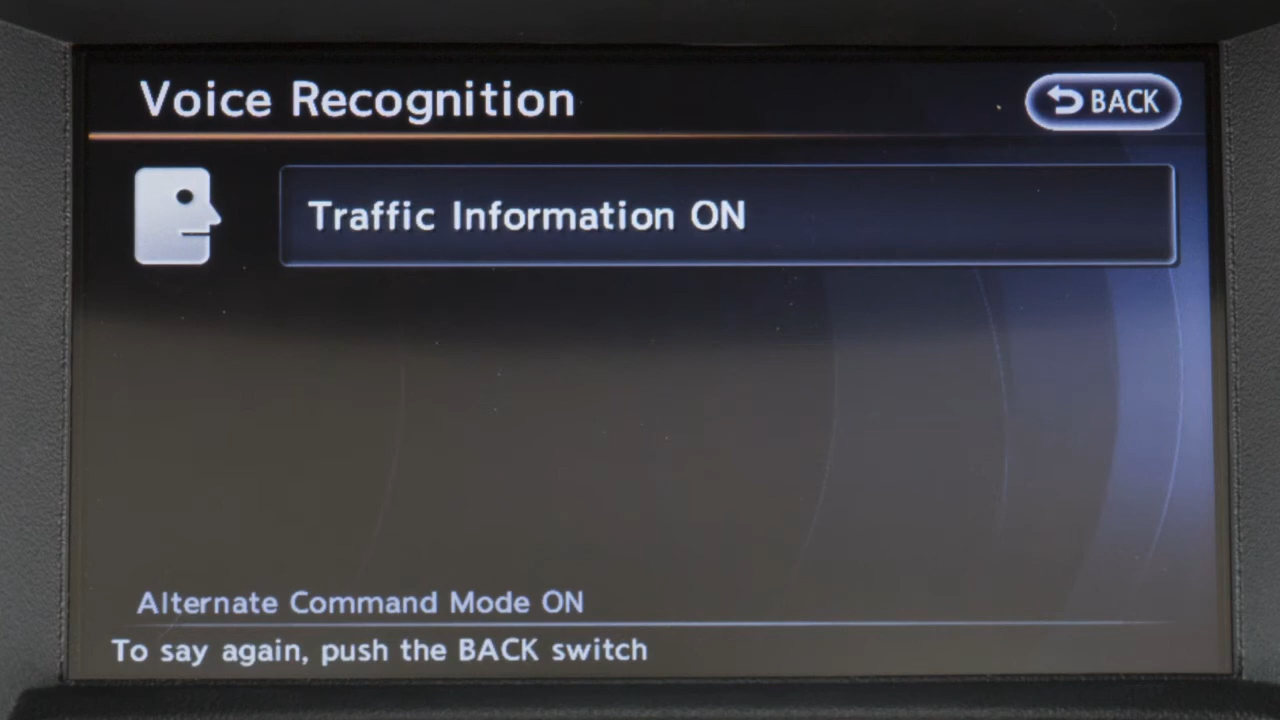 Voice Recognition
BACK
Traffic Information ON
Alternate Command Mode ON
To say again, push the BACK switch